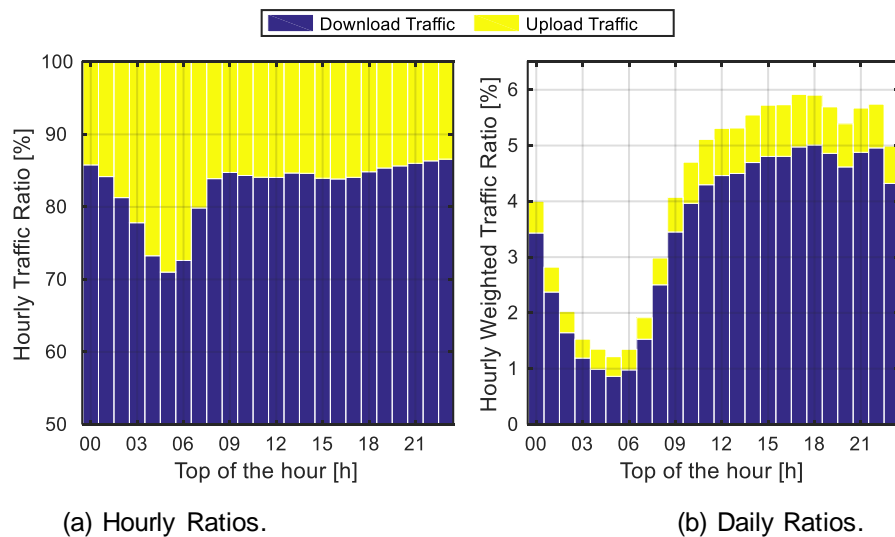 Download Traffic Upload Traffic
Hourly Traffic Ratio [%]
100
90
80
70
60
50
00 03 06 09 12 15 18 21
Top of the hour [h]
(a) Hourly Ratios.
Hourly Weighted Traffic Ratio [%]
6
5
4
3
2
1
0
00 03 06 09 12 15 18 21
Top of the hour [h]
(b) Daily Ratios.